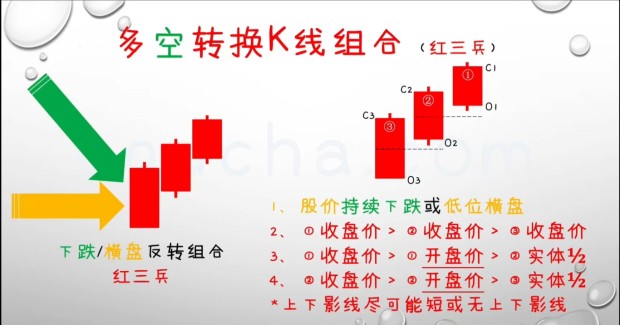 多空转换K线组合（红三兵）
C1
①
O1
C2
②
O2
C3
③
O3
下跌/横盘反转组合
红三兵
1、股价持续下跌或低位横盘
2、①收盘价>②收盘价>③收盘价
3、①收盘价>①开盘价>②实体½
4、②收盘价>②开盘价>③实体½
*上下影线尽可能短或无上下影线